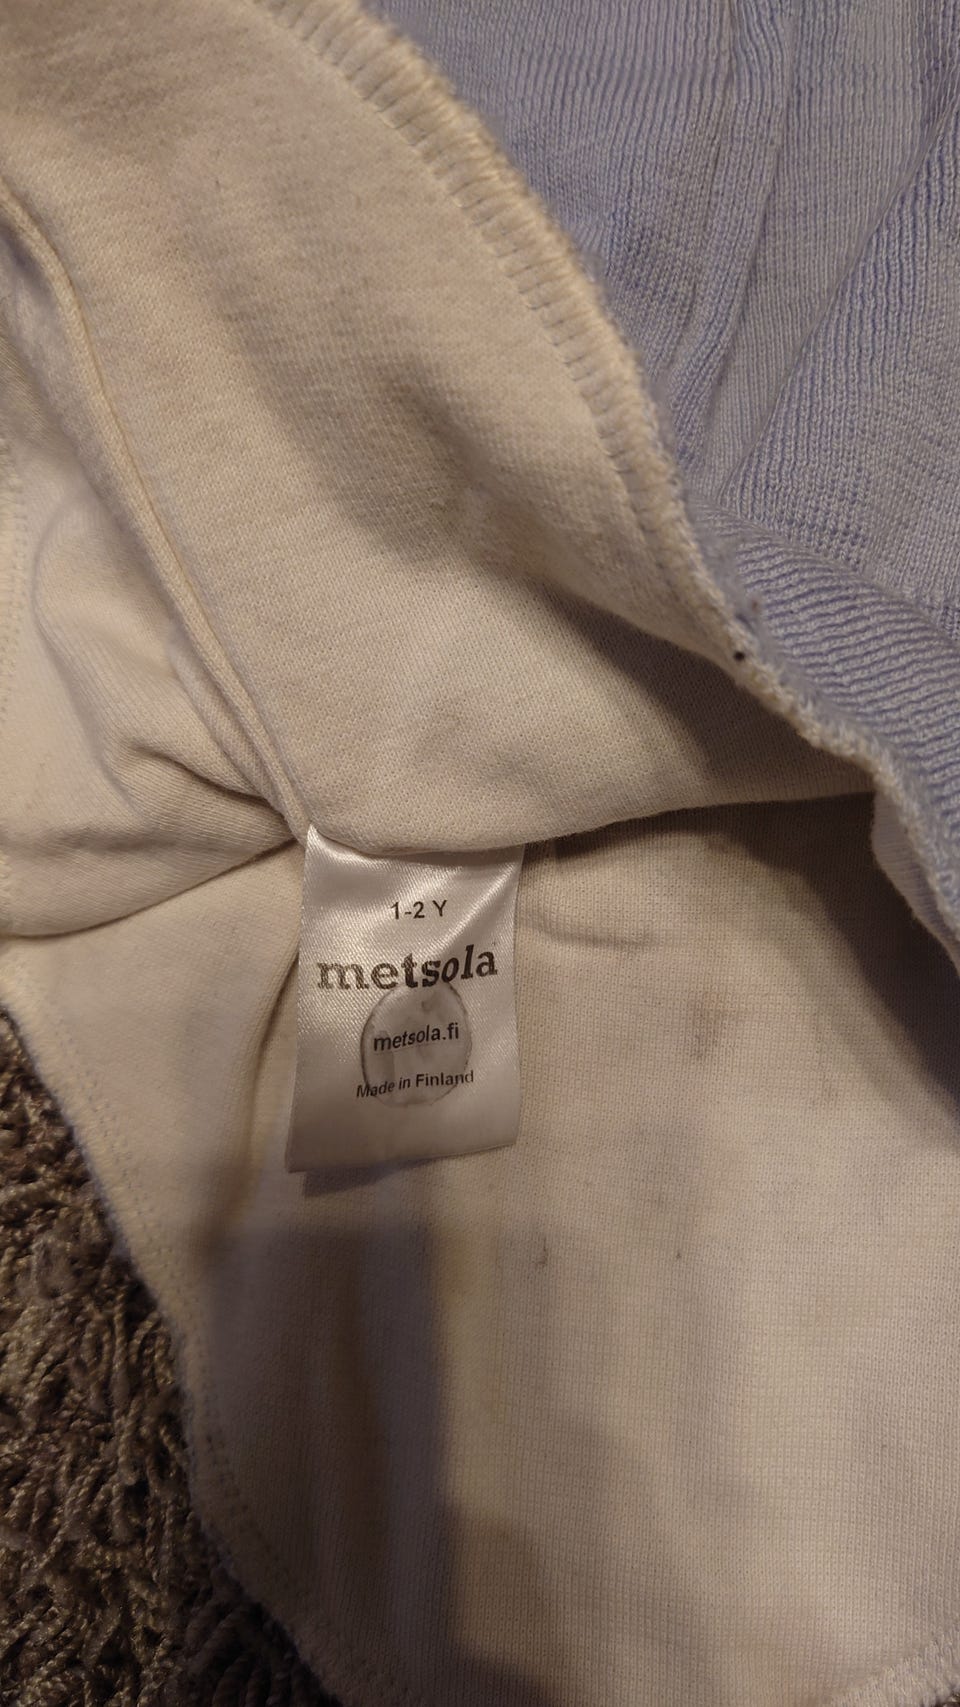 1-2 Y
metsola
metsola.fi
Made in Finland